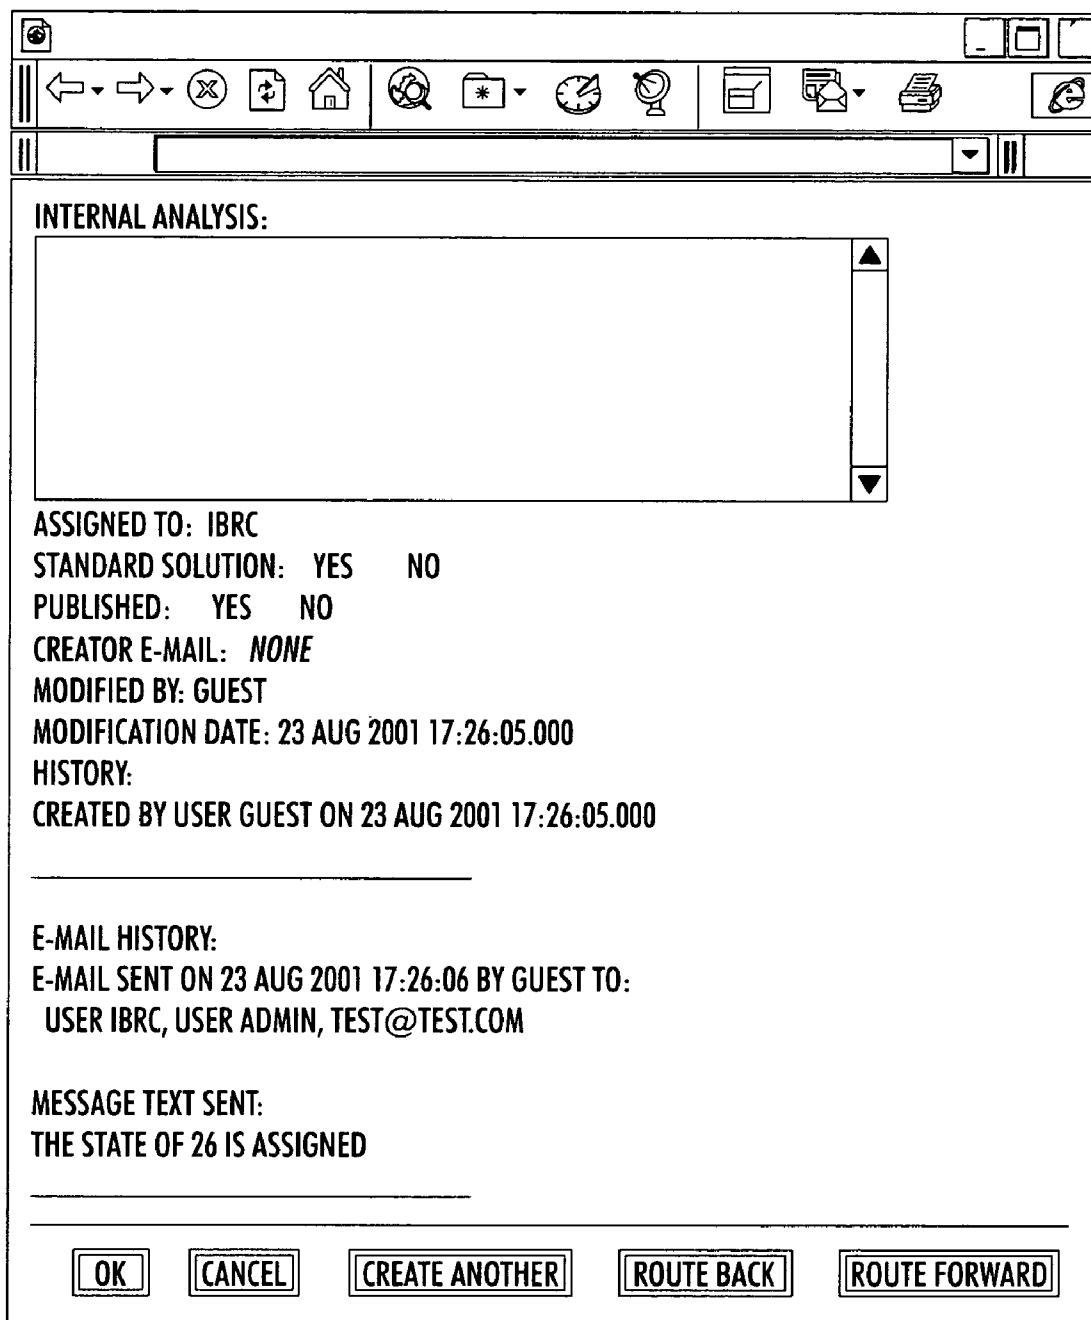 INTERNAL ANALYSIS:
ASSIGNED TO: IBRC
STANDARD SOLUTION: YES NO
PUBLISHED: YES NO
CREATOR E-MAIL: NONE
MODIFIED BY: GUEST
MODIFICATION DATE: 23 AUG 2001 17:26:05.000
HISTORY:
CREATED BY USER GUEST ON 23 AUG 2001 17:26:05.000
E-MAIL HISTORY:
E-MAIL SENT ON 23 AUG 2001 17:26:06 BY GUEST TO:
USER IBRC, USER ADMIN, TEST@TEST.COM
MESSAGE TEXT SENT:
THE STATE OF 26 IS ASSIGNED
OK CANCEL CREATE ANOTHER ROUTE BACK ROUTE FORWARD